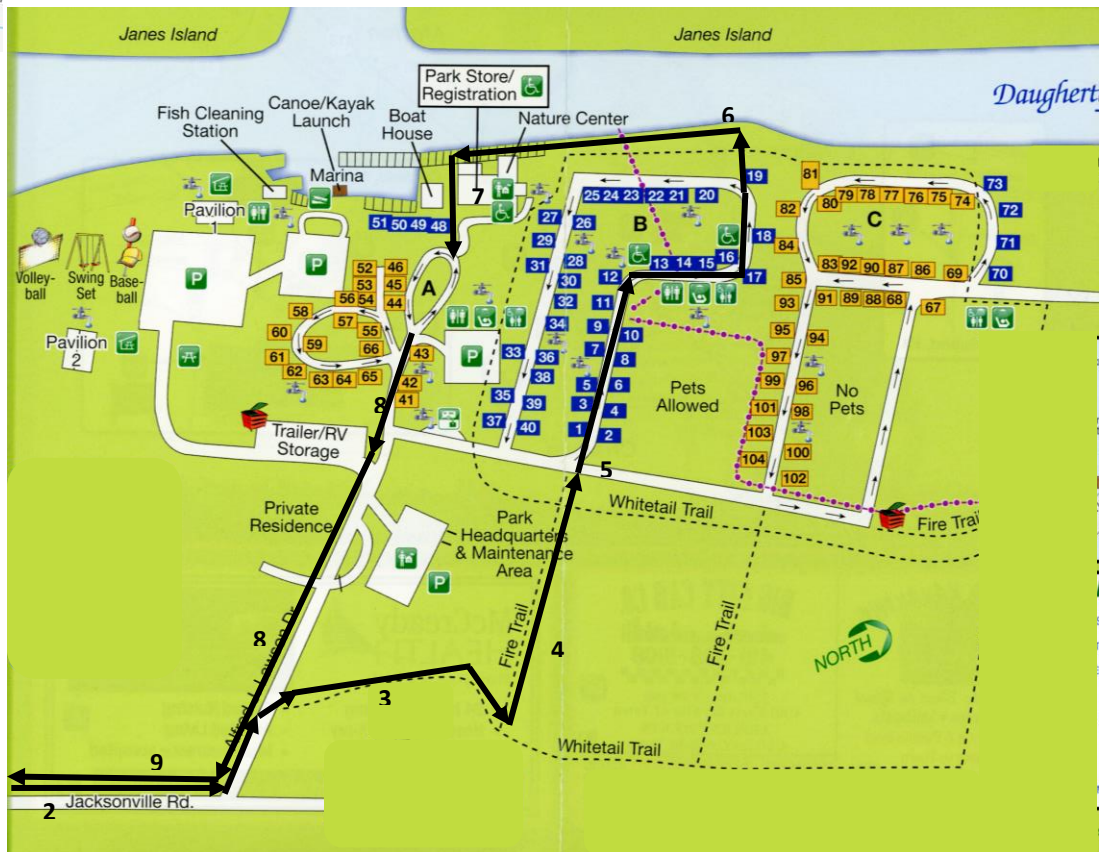 Janes Island
Janes Island
Daughert
Park Store/
Registration
Canoe/Kayak
Launch
Fish Cleaning
Station
Boat
House
Nature Center
6
Marina
7
Pavilion
1
P
P
51 50 49 48
Volley-
ball
Swing
Set
Base-
ball
Pavilion
2
A
52 46
53 45
56 54 44
58 57 55
60 59 66
61 62 63 64 65
43
42
41
P
8
Trailer/RV
Storage
25 24 23 22 21 20
19
18
17
B
27 26
29 28
31 30
32
34
33 36
38
35 39
37 40
12 13 14 15 16
11
9 10
7 8
5 6
3 4
1 2
5
Pets
Allowed
No
Pets
81
80 79 78 77 76 75 74
73
72
71
70
C
82
84
85
83 92 90 87 86 69
93 91 89 88 68 67
95 94
97 96
99 98
101
103 100
104 102
Whitetail Trail
Fire Trail
Private
Residence
Park
Headquarters
& Maintenance
Area
P
Fire Trail
4
Fire Trail
NORTH
8
Alfred J. Lawson Dr.
3
Whitetail Trail
9
2
Jacksonville Rd.